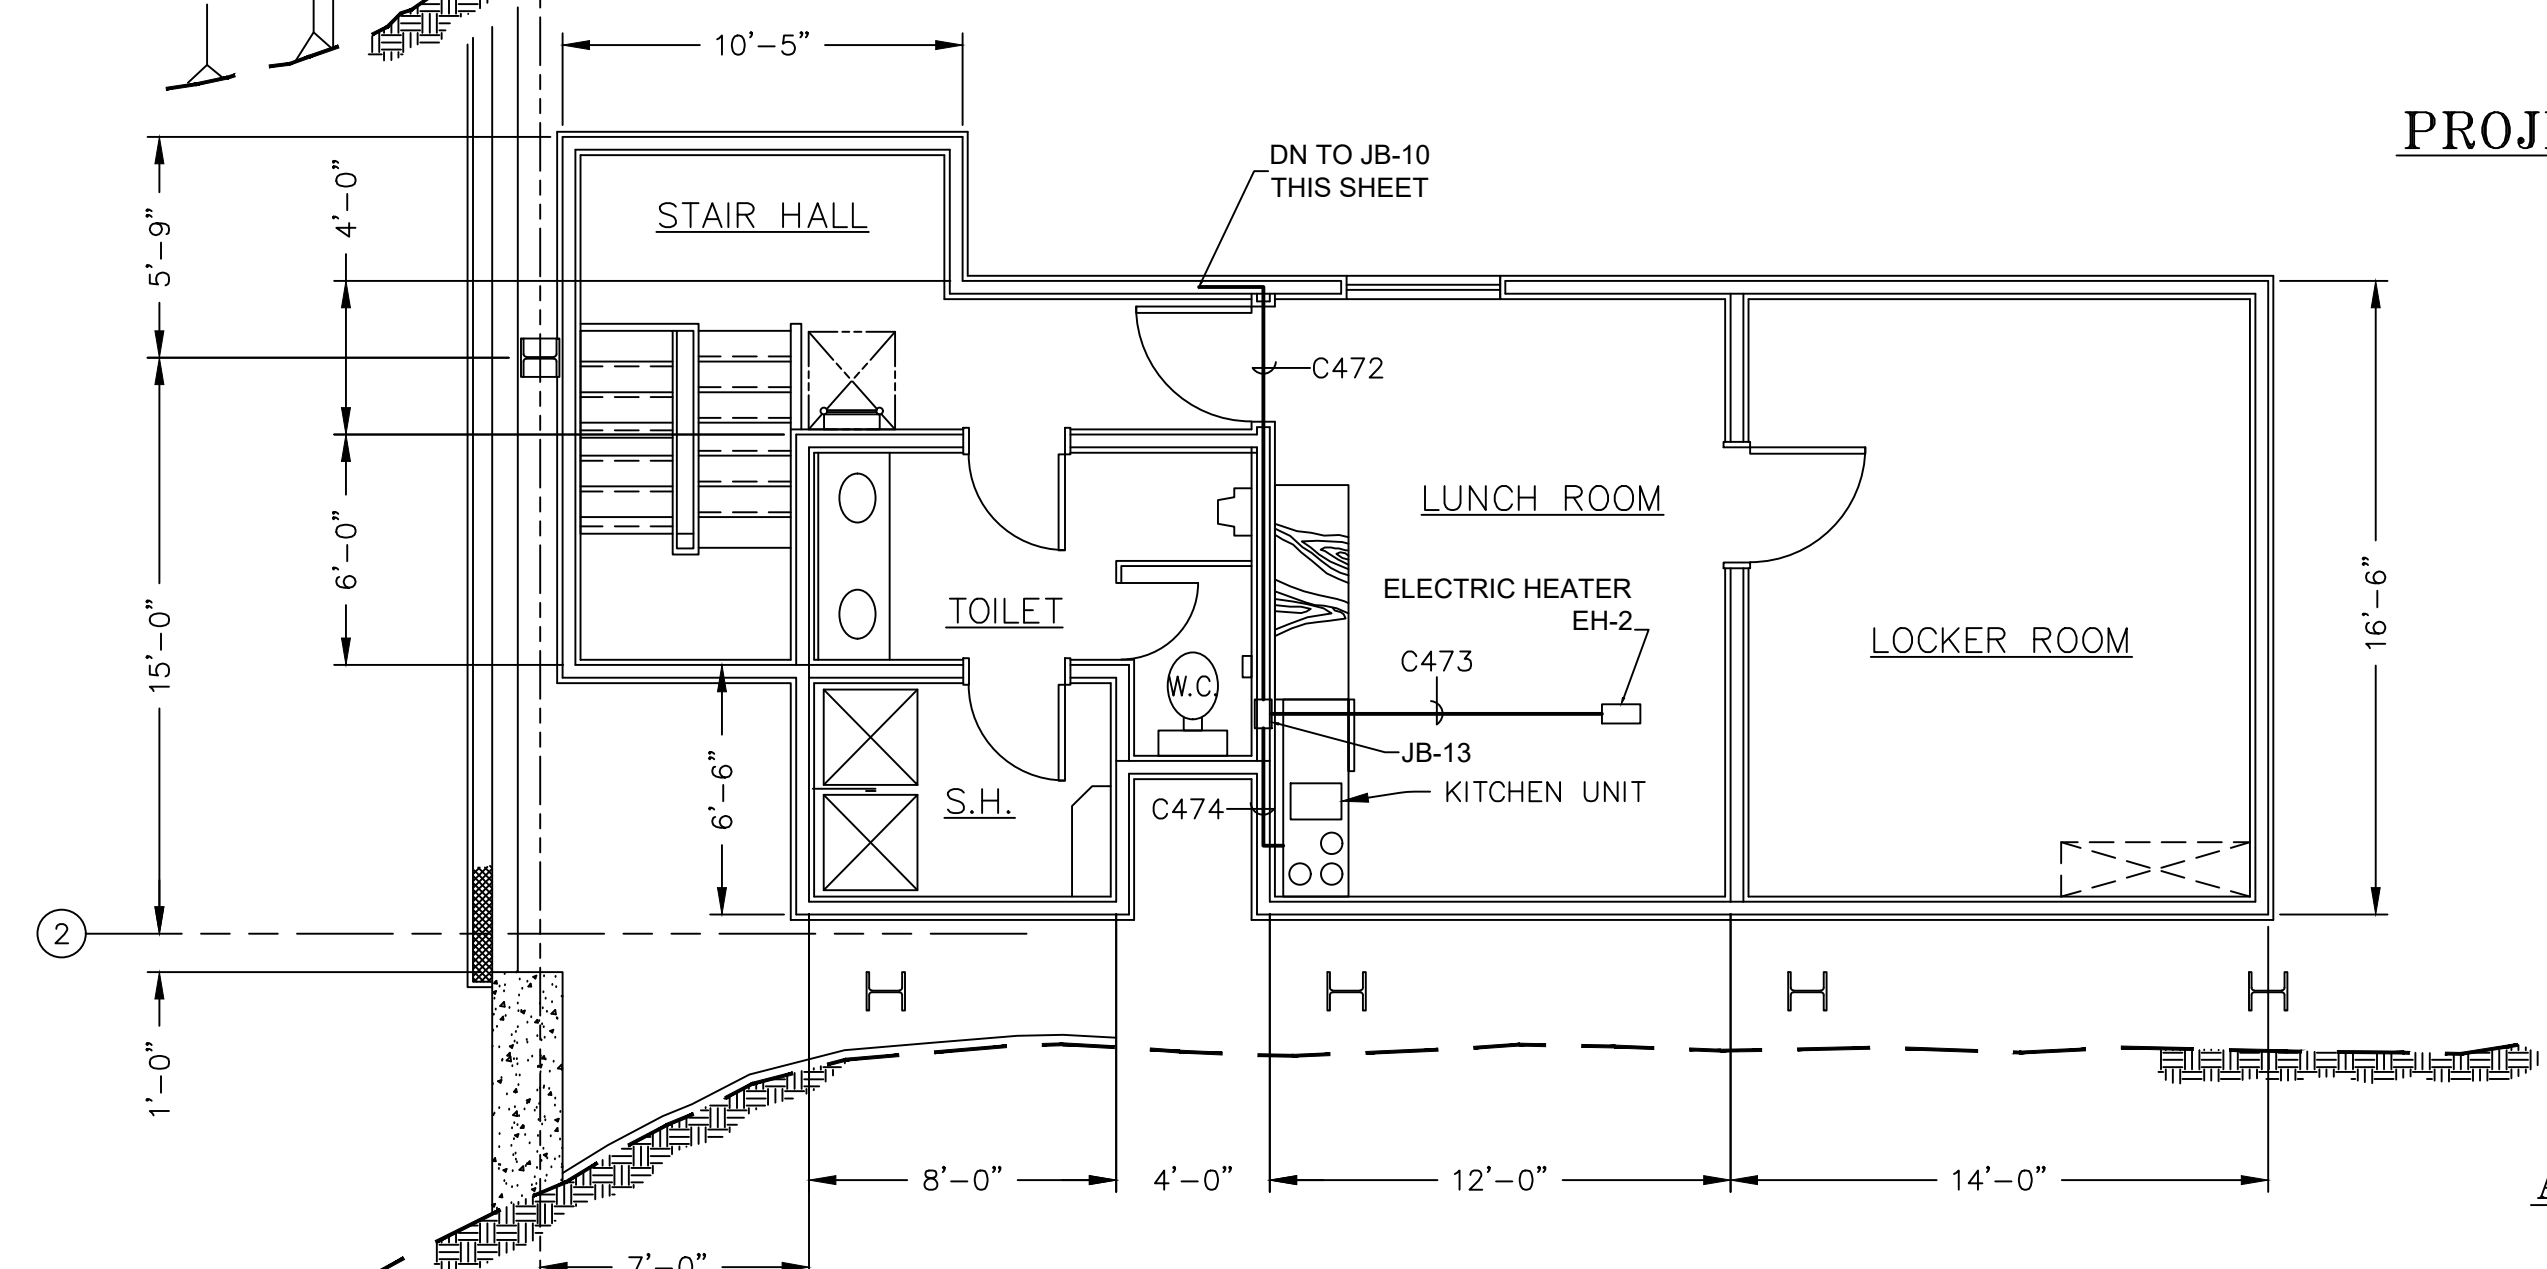 10'-5"
PROJ
DN TO JB-10
THIS SHEET
4'-0"
5'-9"
STAIR HALL
C472
LUNCH ROOM
6'-0"
16'-6"
ELECTRIC HEATER
EH-2
TOILET
LOCKER ROOM
15'-0"
C473
W.C.
JB-13
6'-6"
KITCHEN UNIT
S.H.
C474
2
1'-0"
8'-0"
4'-0"
12'-0"
14'-0"
7'-0"